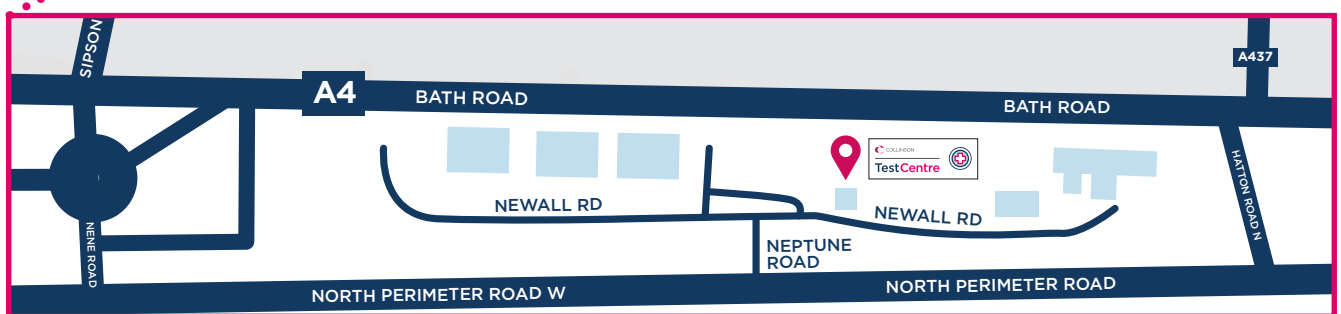 SIPSON
A437
A4
BATH ROAD
BATH ROAD
COLLINSON
TestCentre
HATTON ROAD N
NEWALL RD
NEWALL RD
NENE ROAD
NEPTUNE
ROAD
NORTH PERIMETER ROAD W
NORTH PERIMETER ROAD